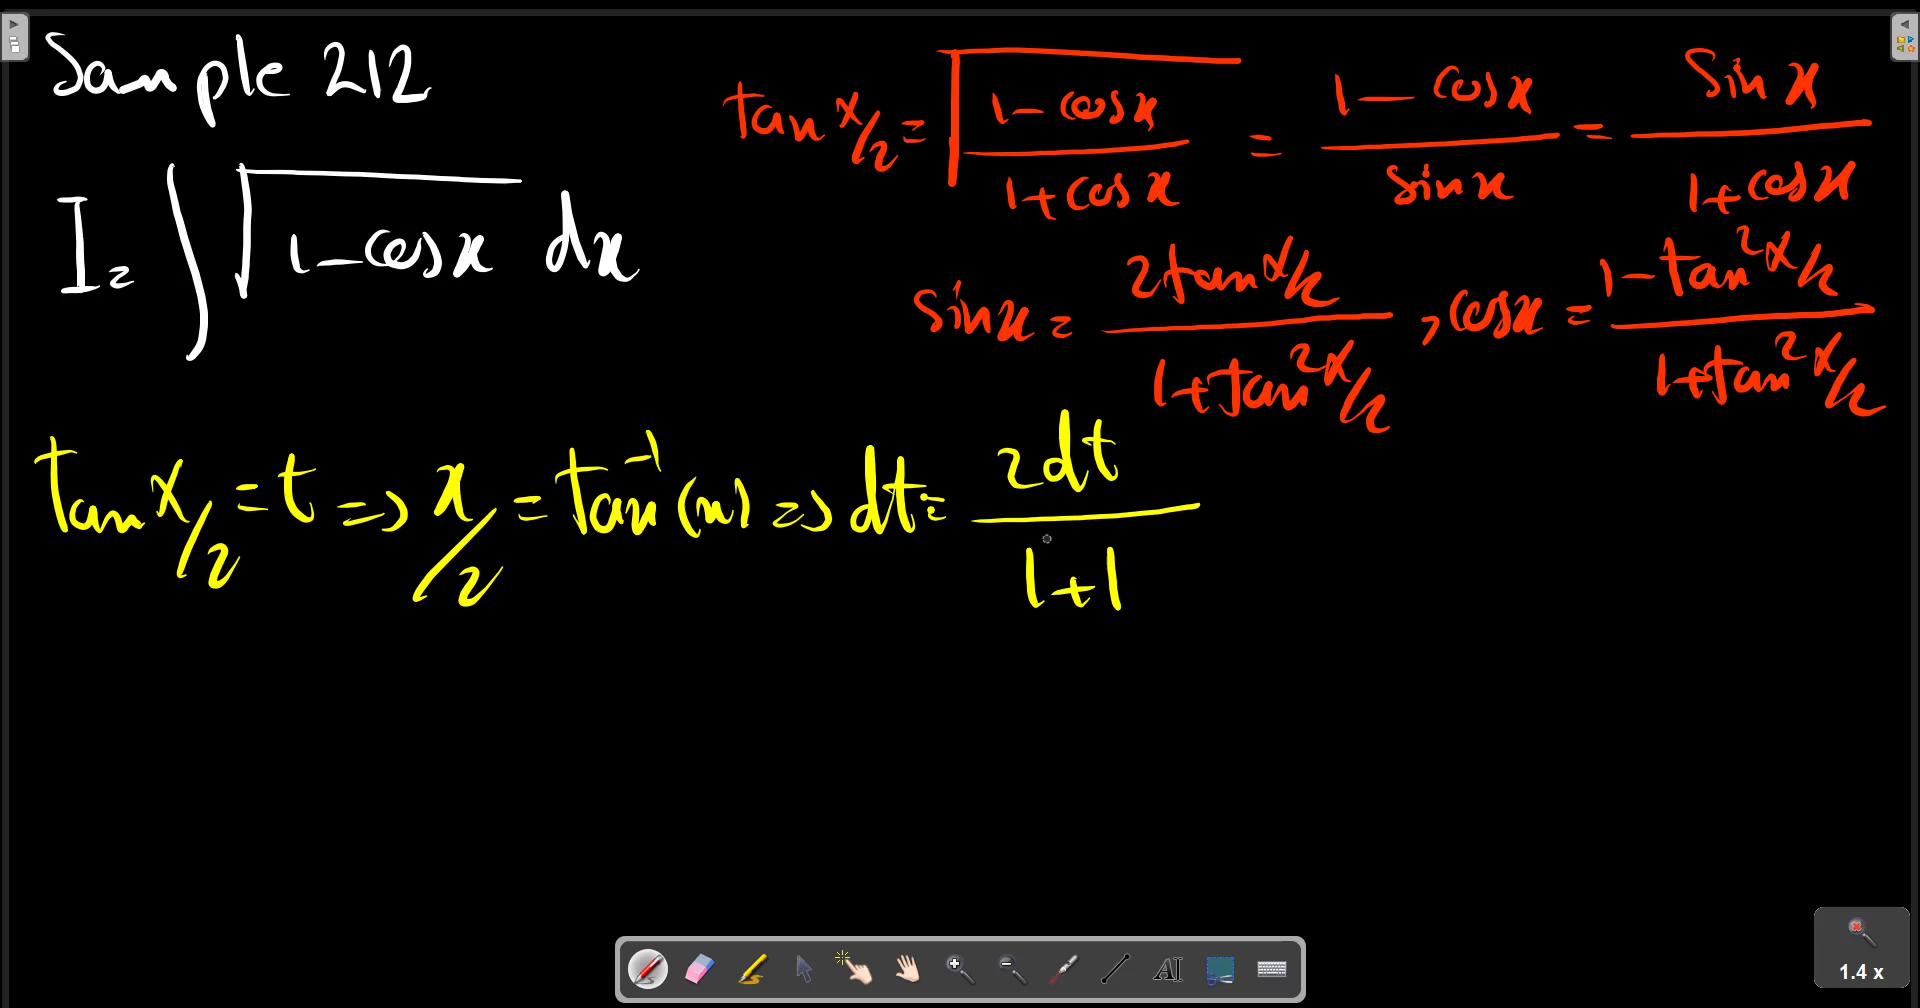 Sample 212
I = ∫ √(1 - cos x) dx
tan x/2 = √((1 - cos x)/(1 + cos x)) = (1 - cos x)/(sin x) = (sin x)/(1 + cos x)
sin x = (2 tan x/2)/(1 + tan² x/2) , cos x = (1 - tan² x/2)/(1 + tan² x/2)
tan x/2 = t => x/2 = tan⁻¹(x) => dt = (2dt)/(1+1
1.4 x